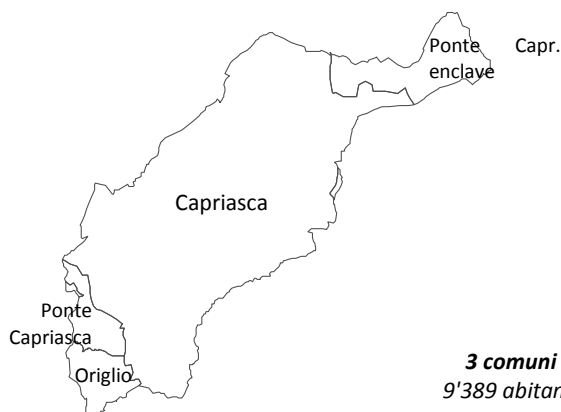 Ponte Capr.
enclave
Capriasca
Ponte
Capriasca
Origlio
3 comuni
9'389 abitan